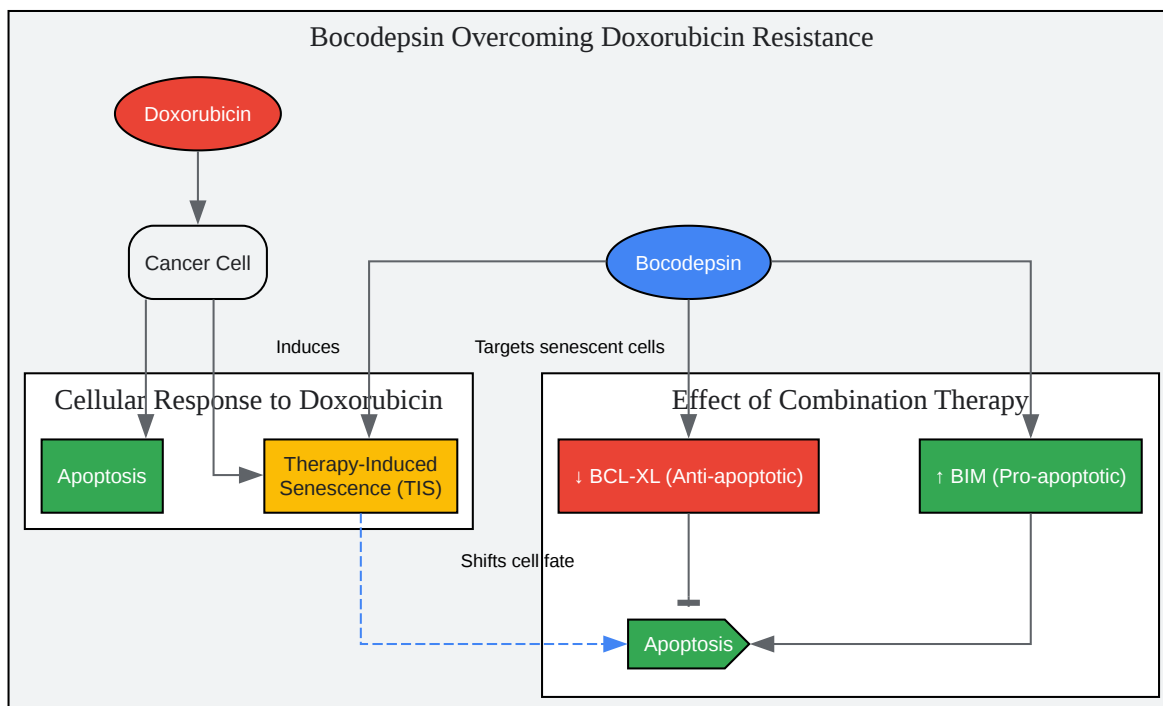 Bocodepsin Overcoming Doxorubicin Resistance
Doxorubicin
Cancer Cell
Bocodepsin
Induces
Targets senescent cells
Cellular Response to Doxorubicin
Effect of Combination Therapy
Apoptosis
Therapy-Induced
Senescence (TIS)
↓ BCL-XL (Anti-apoptotic)
↑ BIM (Pro-apoptotic)
Shifts cell fate
Apoptosis